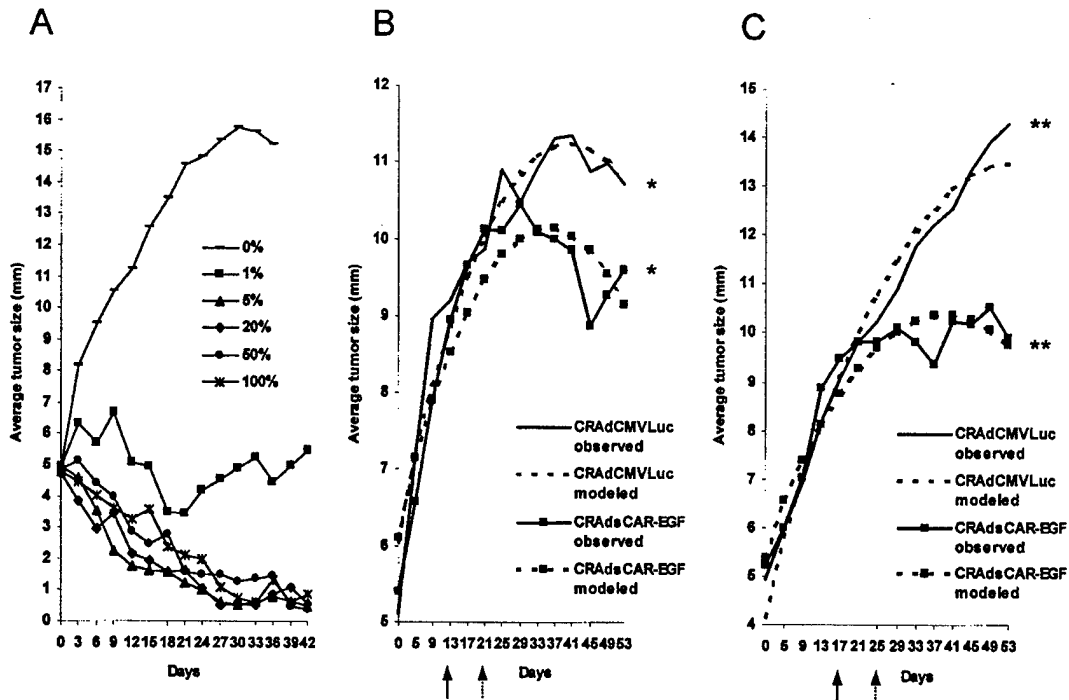 A
B
C
Average tumor size (mm)
17
16
15
14
13
12
11
10
9
8
7
6
5
4
3
2
1
0
0%
1%
5%
20%
50%
100%
0 3 6 9 12 15 18 21 24 27 30 33 36 39 42
Days
Average tumor size (mm)
12
11
10
9
8
7
6
5
*
*
CRAdCMVLuc
observed
CRAdCMVLuc
modeled
CRAdsCAR-EGF
observed
CRAdsCAR-EGF
modeled
0 5 9 13 17 21 25 29 33 37 41 45 49 53
Days
Average tumor size (mm)
15
14
13
12
11
10
9
8
7
6
5
4
**
**
CRAdCMVLuc
observed
CRAdCMVLuc
modeled
CRAdsCAR-EGF
observed
CRAdsCAR-EGF
modeled
0 5 9 13 17 21 25 29 33 37 41 45 49 53
Days